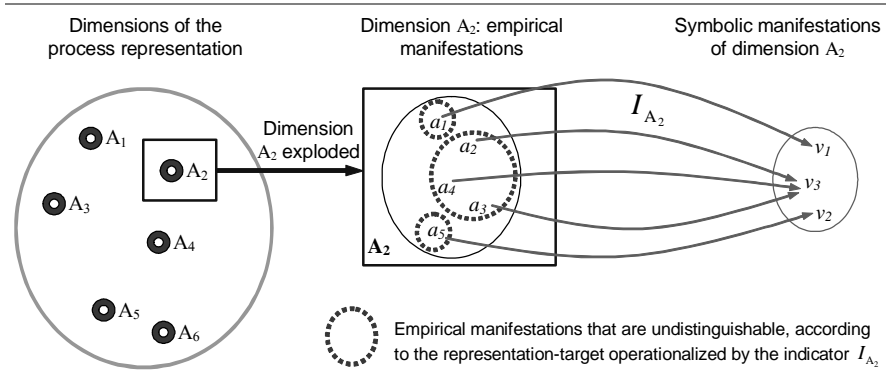 Dimensions of the
process representation
Dimension A₂: empirical
manifestations
Symbolic manifestations
of dimension A₂
A₁
A₂
A₃
A₄
A₅
A₆
Dimension
A₂ exploded
a₁
a₂
a₄
a₃
a₅
A₂
I_A₂
v₁
v₃
v₂
Empirical manifestations that are undistinguishable, according
to the representation-target operationalized by the indicator I_A₂